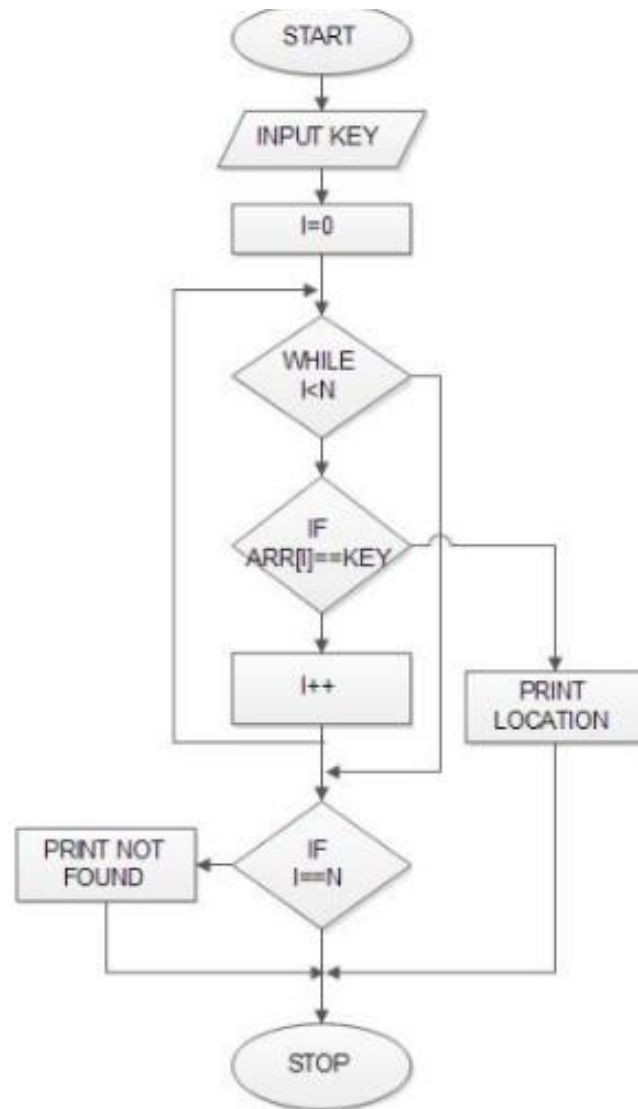 START
INPUT KEY
I=0
WHILE
I<N
IF
ARR[I]==KEY
I++
PRINT
LOCATION
IF
I==N
PRINT NOT
FOUND
STOP